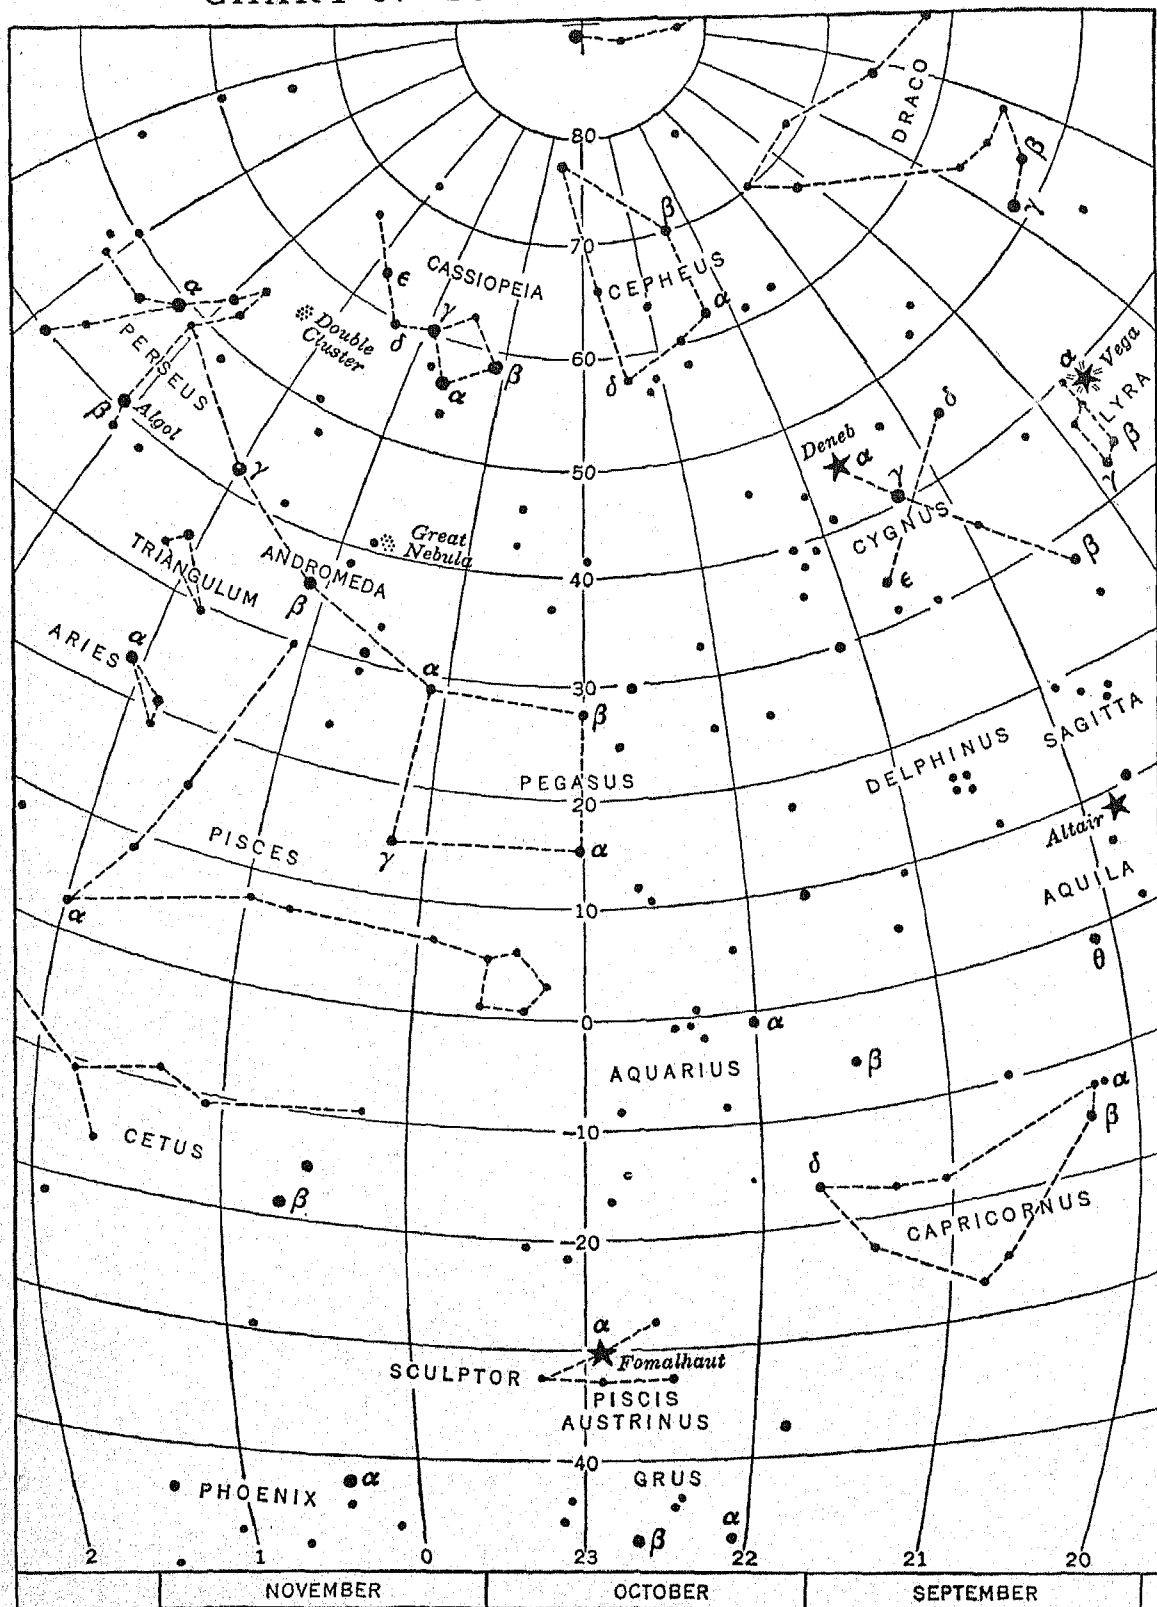 80
DRACO
β
γ
β
70
CASSIOPEIA
CEPHEUS
ε
α
γ
α
Double
Cluster
δ
60
PERISEUS
β
α
δ
α
Vega
LYRA
β
Algol
δ
β
γ
Deneb
α
γ
50
CYGNUS
Great
Nebula
TRIANGULUM
ANDROMEDA
β
40
ε
β
ARIES
α
α
30
β
SAGITTA
DELPHINUS
PEGASUS
20
Altair
PISCES
γ
α
AQUILA
α
10
θ
0
α
AQUARIUS
β
α
β
CETUS
-10
δ
β
CAPRICORNUS
-20
α
Fomalhaut
SCULPTOR
PISCIS
AUSTRINUS
-40
GRUS
PHOENIX
α
α
β
2
1
0
23
22
21
20
NOVEMBER
OCTOBER
SEPTEMBER